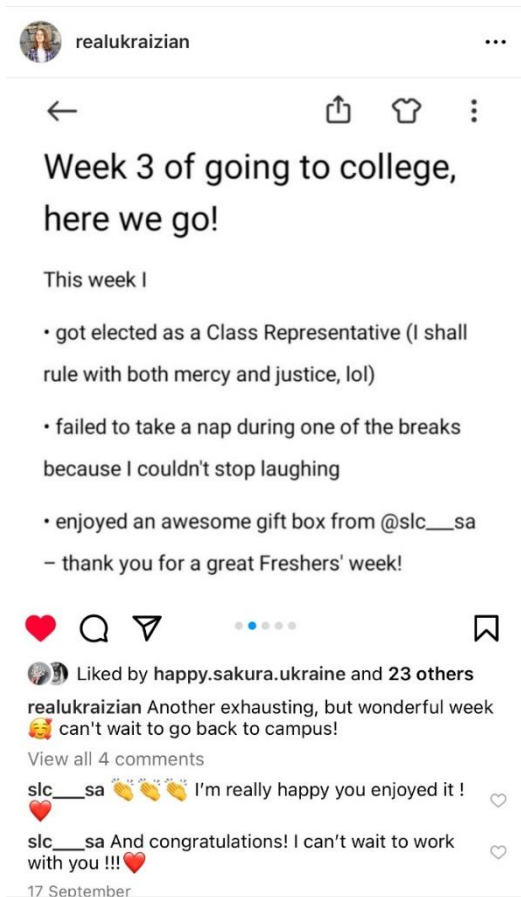 realukraizian
Week 3 of going to college,
here we go!
This week I
• got elected as a Class Representative (I shall
rule with both mercy and justice, lol)
• failed to take a nap during one of the breaks
because I couldn't stop laughing
• enjoyed an awesome gift box from @slc___sa
– thank you for a great Freshers' week!
Liked by happy.sakura.ukraine and 23 others
realukraizian Another exhausting, but wonderful week
🥰 can't wait to go back to campus!
View all 4 comments
slc___sa 👏👏👏 I’m really happy you enjoyed it !
❤️
slc___sa And congratulations! I can’t wait to work
with you !!!❤️
17 September